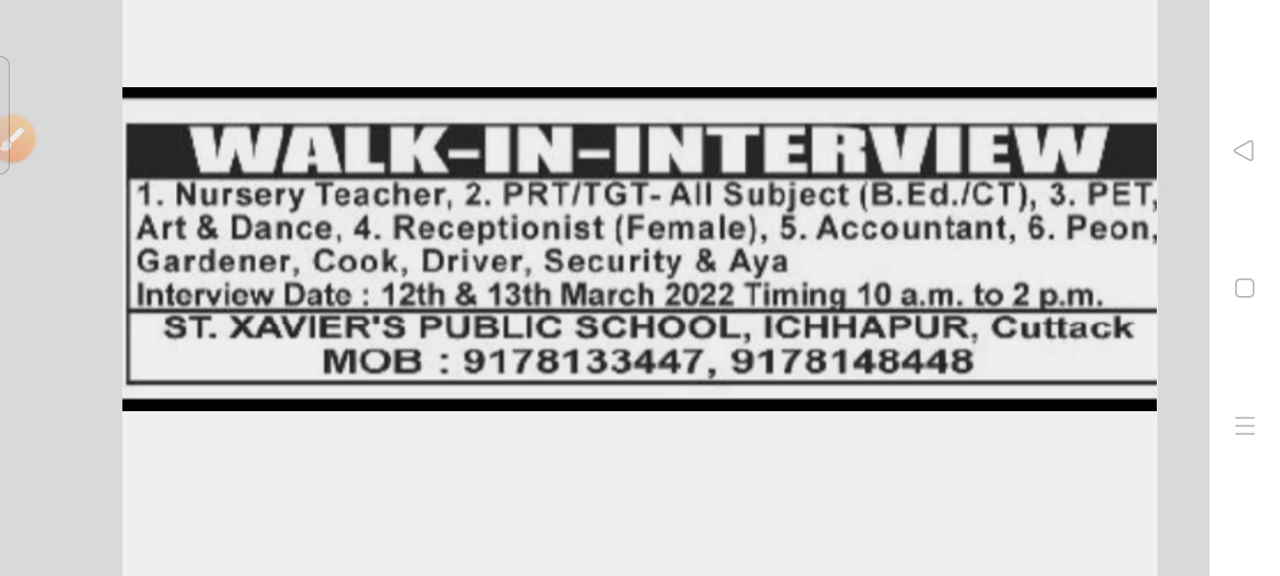 WALK-IN-INTERVIEW
1. Nursery Teacher, 2. PRT/TGT- All Subject (B.Ed./CT), 3. PET,
Art & Dance, 4. Receptionist (Female), 5. Accountant, 6. Peon,
Gardener, Cook, Driver, Security & Aya
Interview Date : 12th & 13th March 2022 Timing 10 a.m. to 2 p.m.
ST. XAVIER'S PUBLIC SCHOOL, ICHHAPUR, Cuttack
MOB : 9178133447, 9178148448